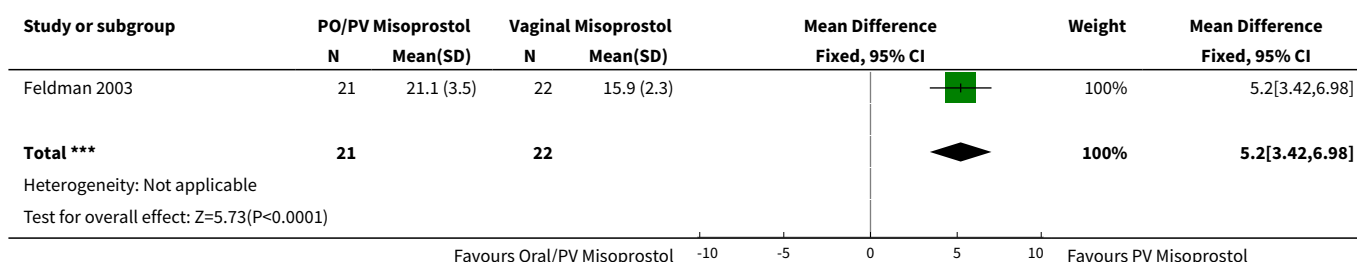 Study or subgroup PO/PV Misoprostol Vaginal Misoprostol Mean Difference Weight Mean Difference
N Mean(SD) N Mean(SD) Fixed, 95% CI Fixed, 95% CI
Feldman 2003 21 21.1 (3.5) 22 15.9 (2.3) 100% 5.2[3.42,6.98]
Total *** 21 22 100% 5.2[3.42,6.98]
Heterogeneity: Not applicable
Test for overall effect: Z=5.73(P<0.0001)
Favours Oral/PV Misoprostol -10 -5 0 5 10 Favours PV Misoprostol